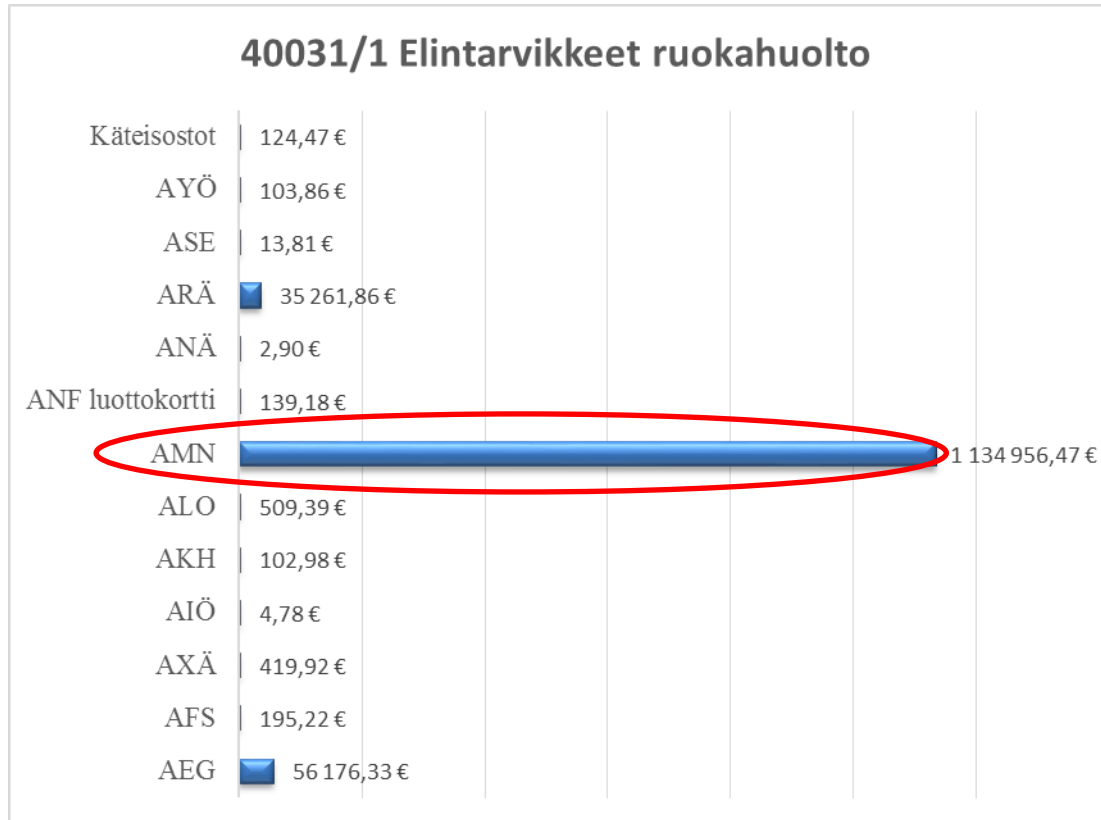 40031/1 Elintarvikkeet ruokahuolto
Käteisostot 124,47 €
AYÖ 103,86 €
ASE 13,81 €
ARÄ 35 261,86 €
ANÄ 2,90 €
ANF luottokortti 139,18 €
AMN 1 134 956,47 €
ALO 509,39 €
AKH 102,98 €
AIÖ 4,78 €
AXÄ 419,92 €
AFS 195,22 €
AEG 56 176,33 €